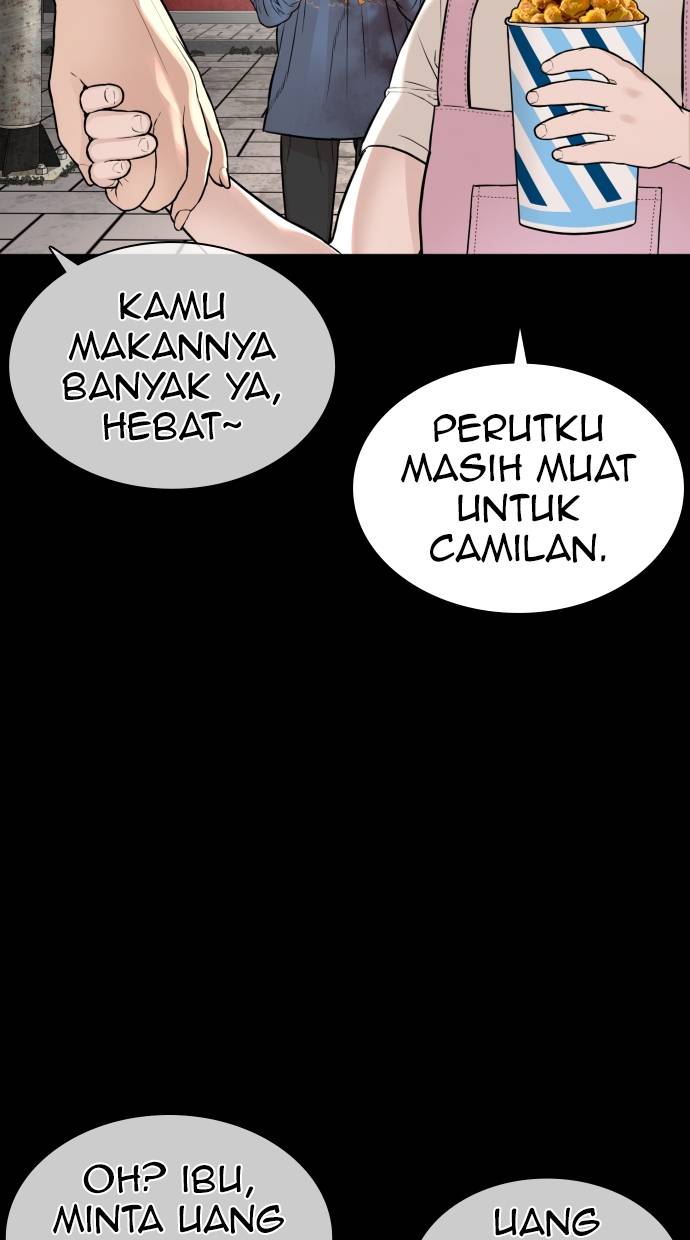 KAMU
MAKANNYA
BANYAK YA,
HEBAT~
PERUTKU
MASIH MUAT
UNTUK
CAMILAN.
OH? IBU,
MINTA UANG
UANG